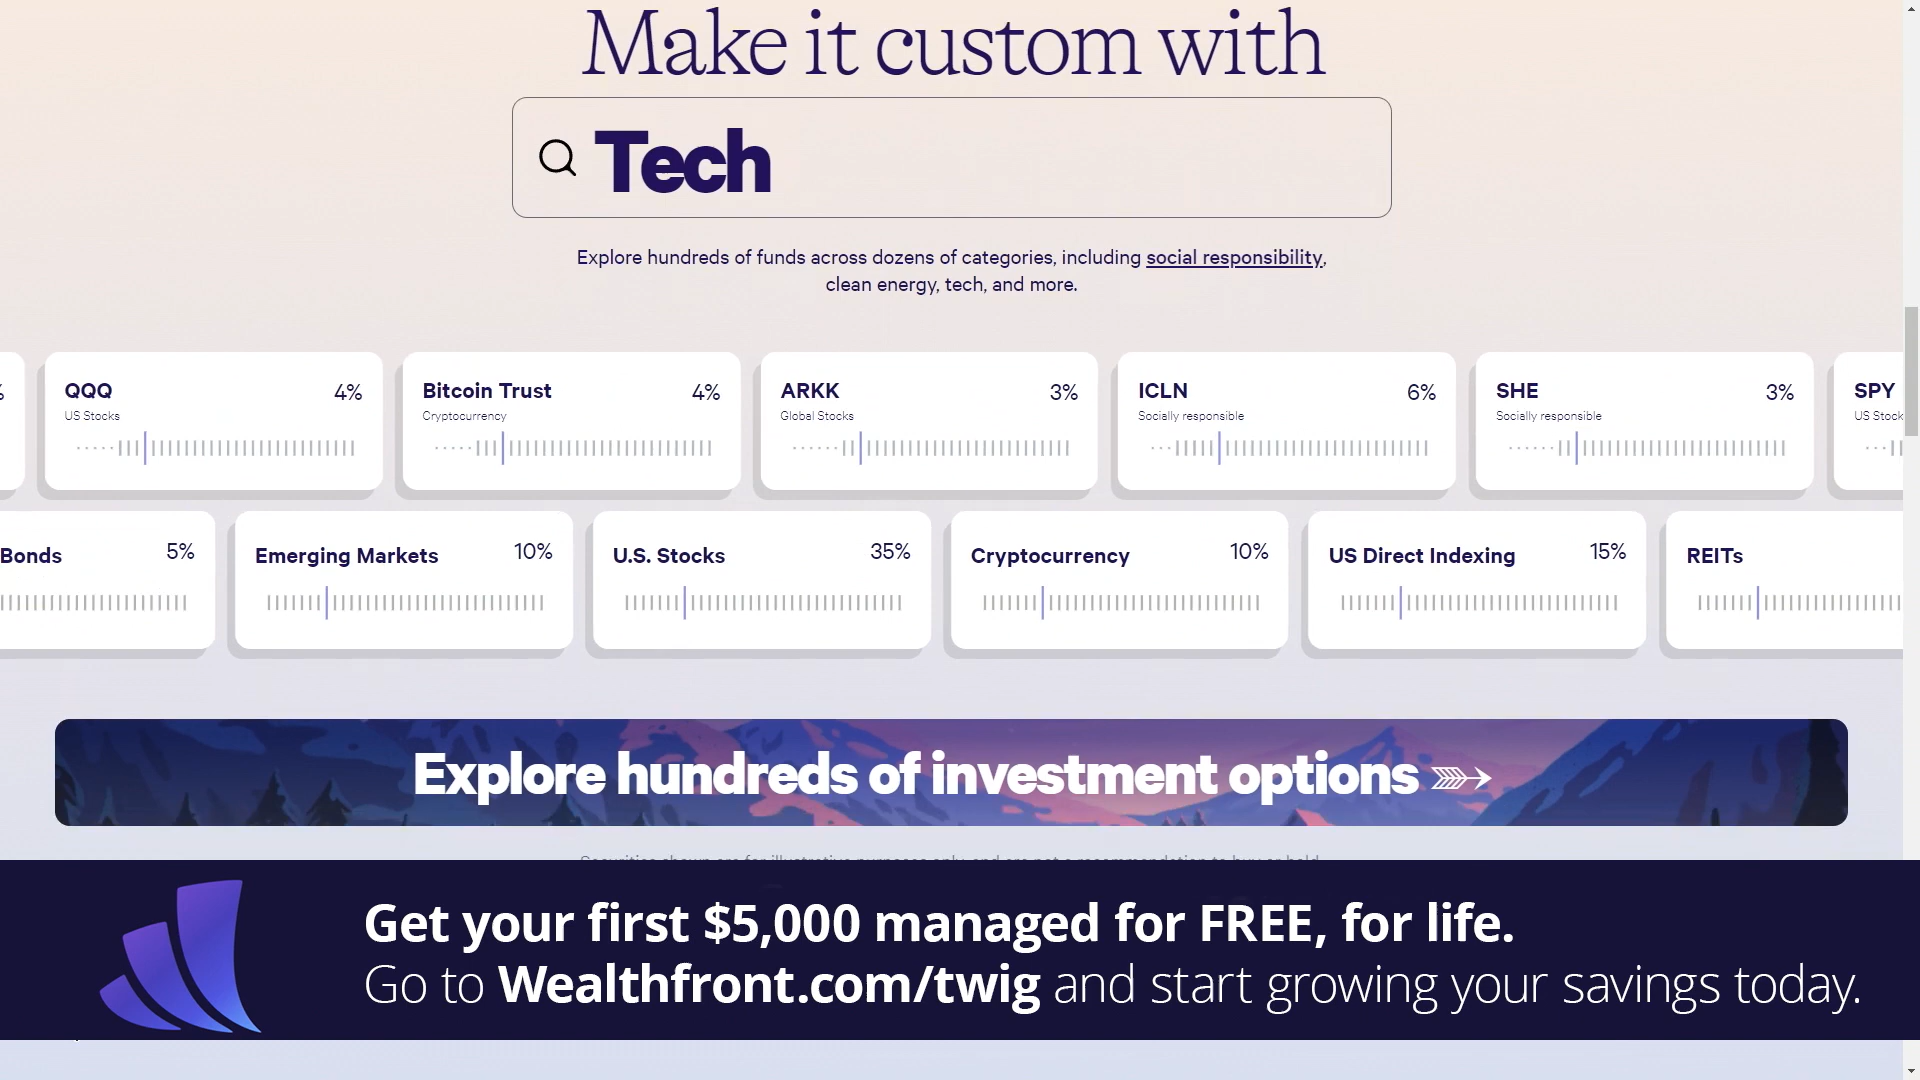 Make it custom with
Tech
Explore hundreds of funds across dozens of categories, including social responsibility,
clean energy, tech, and more.
QQQ 4%
US Stocks
Bitcoin Trust 4%
Cryptocurrency
ARKK 3%
Global Stocks
ICLN 6%
Socially responsible
SHE 3%
Socially responsible
SPY
US Stock
Bonds 5%
Emerging Markets 10%
U.S. Stocks 35%
Cryptocurrency 10%
US Direct Indexing 15%
REITs
Explore hundreds of investment options
Get your first $5,000 managed for FREE, for life.
Go to Wealthfront.com/twig and start growing your savings today.